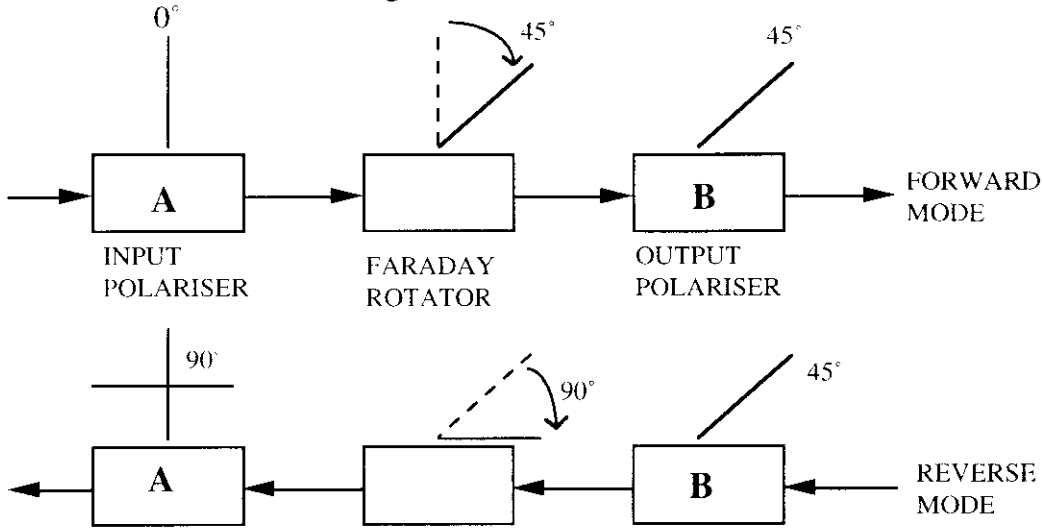 0°
45°
45°
A
B
FORWARD
MODE
INPUT
POLARISER
FARADAY
ROTATOR
OUTPUT
POLARISER
90°
90°
45°
A
B
REVERSE
MODE